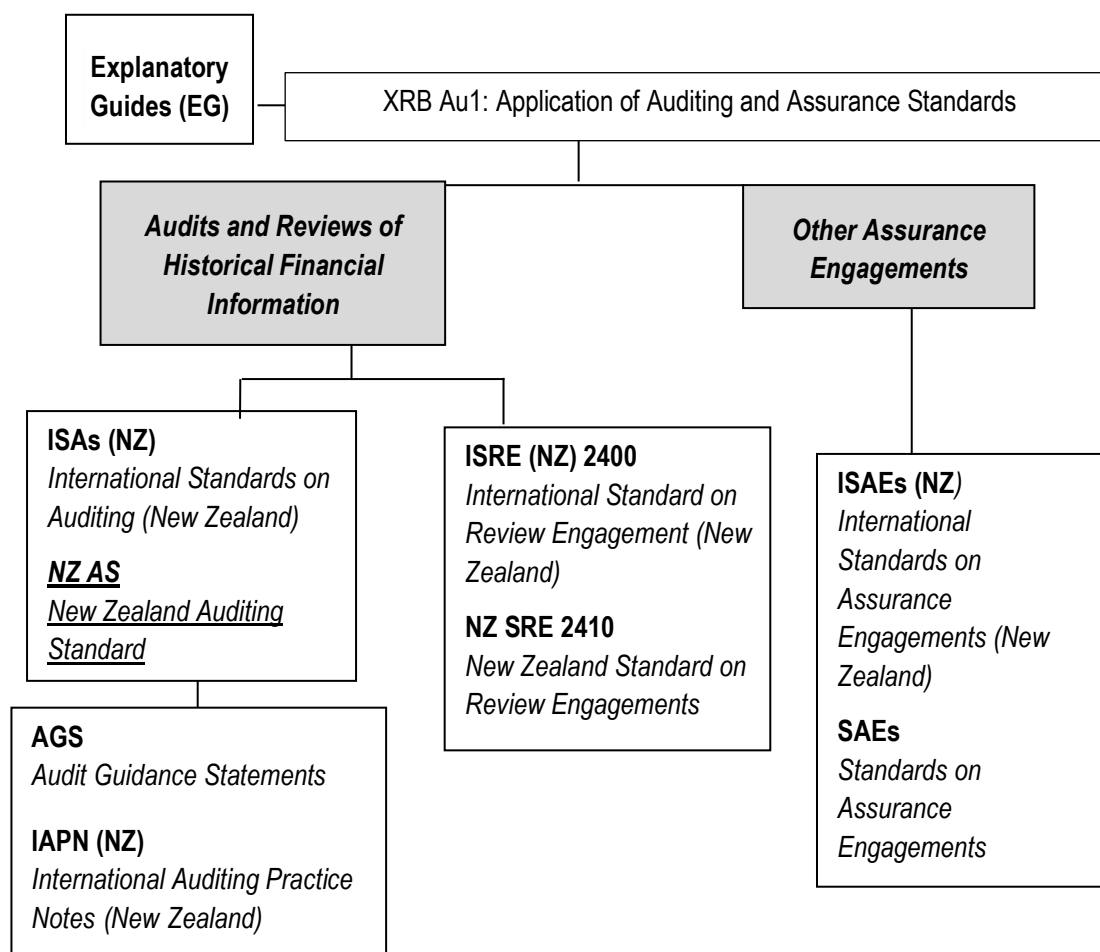 Explanatory
Guides (EG)
XRB Au1: Application of Auditing and Assurance Standards
Audits and Reviews of
Historical Financial
Information
Other Assurance
Engagements
ISAs (NZ)
International Standards on
Auditing (New Zealand)
NZ AS
New Zealand Auditing
Standard
ISRE (NZ) 2400
International Standard on
Review Engagement (New
Zealand)
NZ SRE 2410
New Zealand Standard on
Review Engagements
ISAEs (NZ)
International
Standards on
Assurance
Engagements (New
Zealand)
SAEs
Standards on
Assurance
Engagements
AGS
Audit Guidance Statements
IAPN (NZ)
International Auditing Practice
Notes (New Zealand)